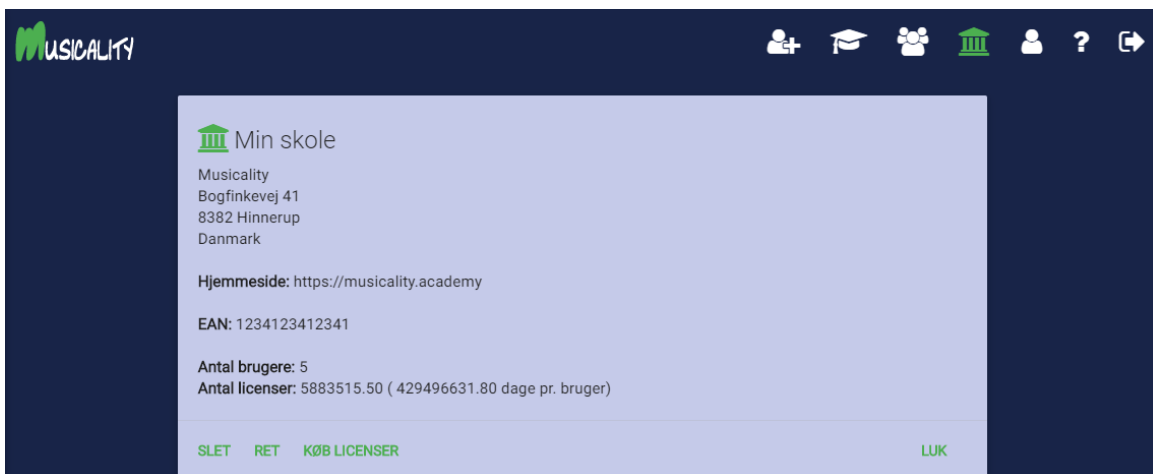 Musicality
?
Min skole
Musicality
Bogfinkevej 41
8382 Hinnerup
Danmark
Hjemmeside: https://musicality.academy
EAN: 1234123412341
Antal brugere: 5
Antal licenser: 5883515.50 ( 429496631.80 dage pr. bruger)
SLET RET KØB LICENSER LUK